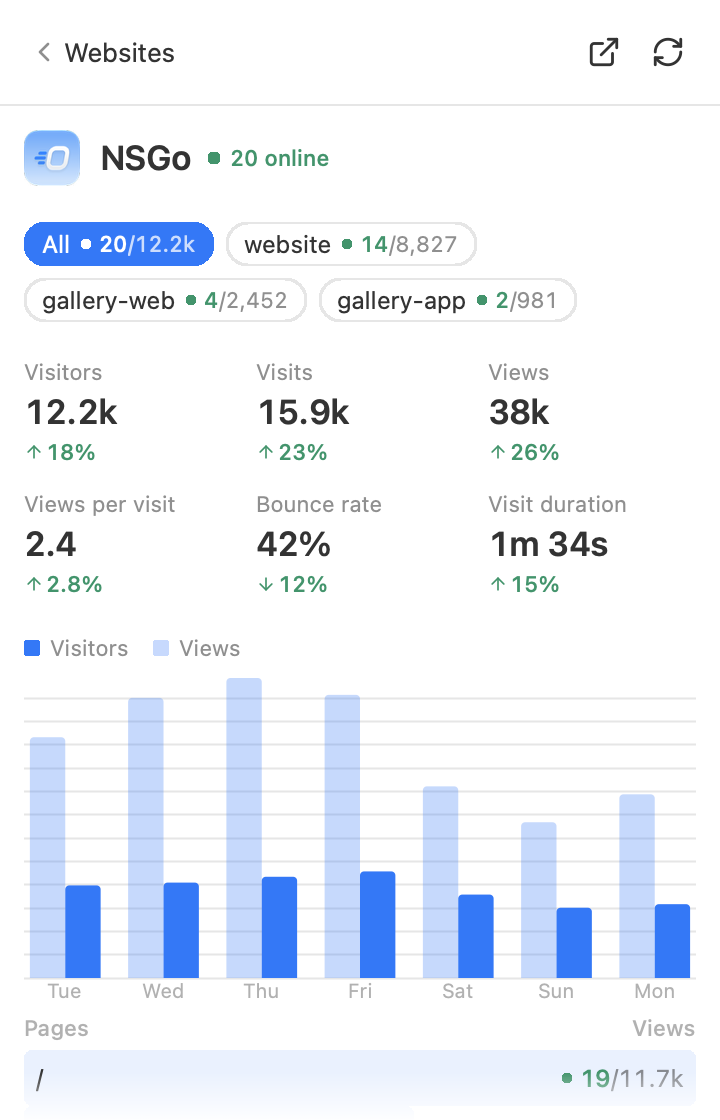 Websites
NSGo 20 online
All 20/12.2k website 14/8,827
gallery-web 4/2,452 gallery-app 2/981
Visitors Visits Views
12.2k 15.9k 38k
↑ 18% ↑ 23% ↑ 26%
Views per visit Bounce rate Visit duration
2.4 42% 1m 34s
↑ 2.8% ↓ 12% ↑ 15%
Visitors Views
Tue Wed Thu Fri Sat Sun Mon
Pages Views
/ 19/11.7k